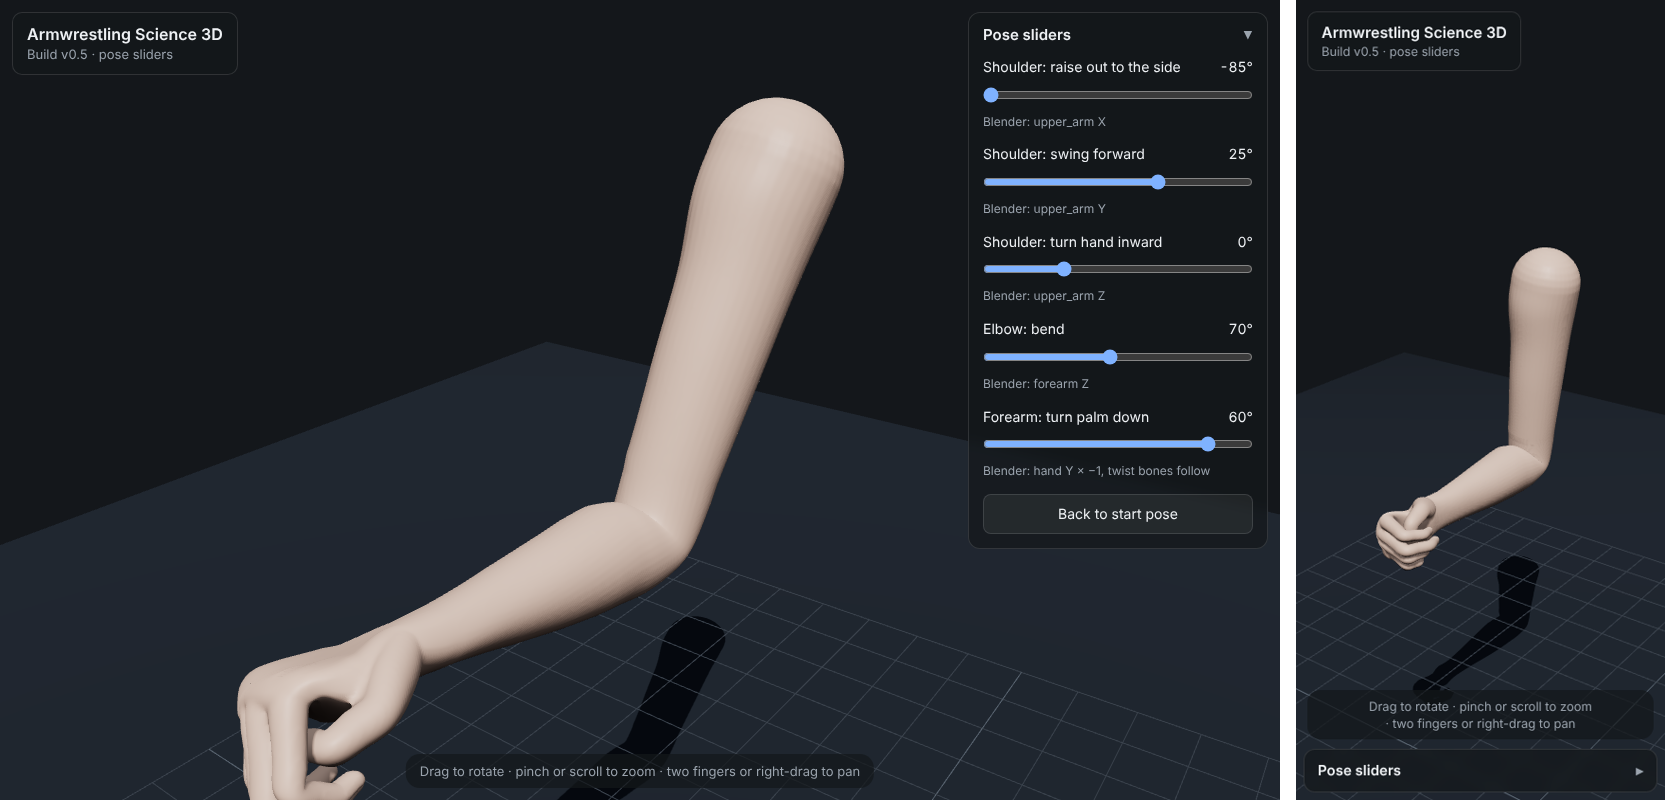 Armwrestling Science 3D
Build v0.5 · pose sliders
Pose sliders ▼
Shoulder: raise out to the side -85°
Blender: upper_arm X
Shoulder: swing forward 25°
Blender: upper_arm Y
Shoulder: turn hand inward 0°
Blender: upper_arm Z
Elbow: bend 70°
Blender: forearm Z
Forearm: turn palm down 60°
Blender: hand Y × −1, twist bones follow
Back to start pose
Drag to rotate · pinch or scroll to zoom · two fingers or right-drag to pan
Armwrestling Science 3D
Build v0.5 · pose sliders
Drag to rotate · pinch or scroll to zoom
· two fingers or right-drag to pan
Pose sliders ▸